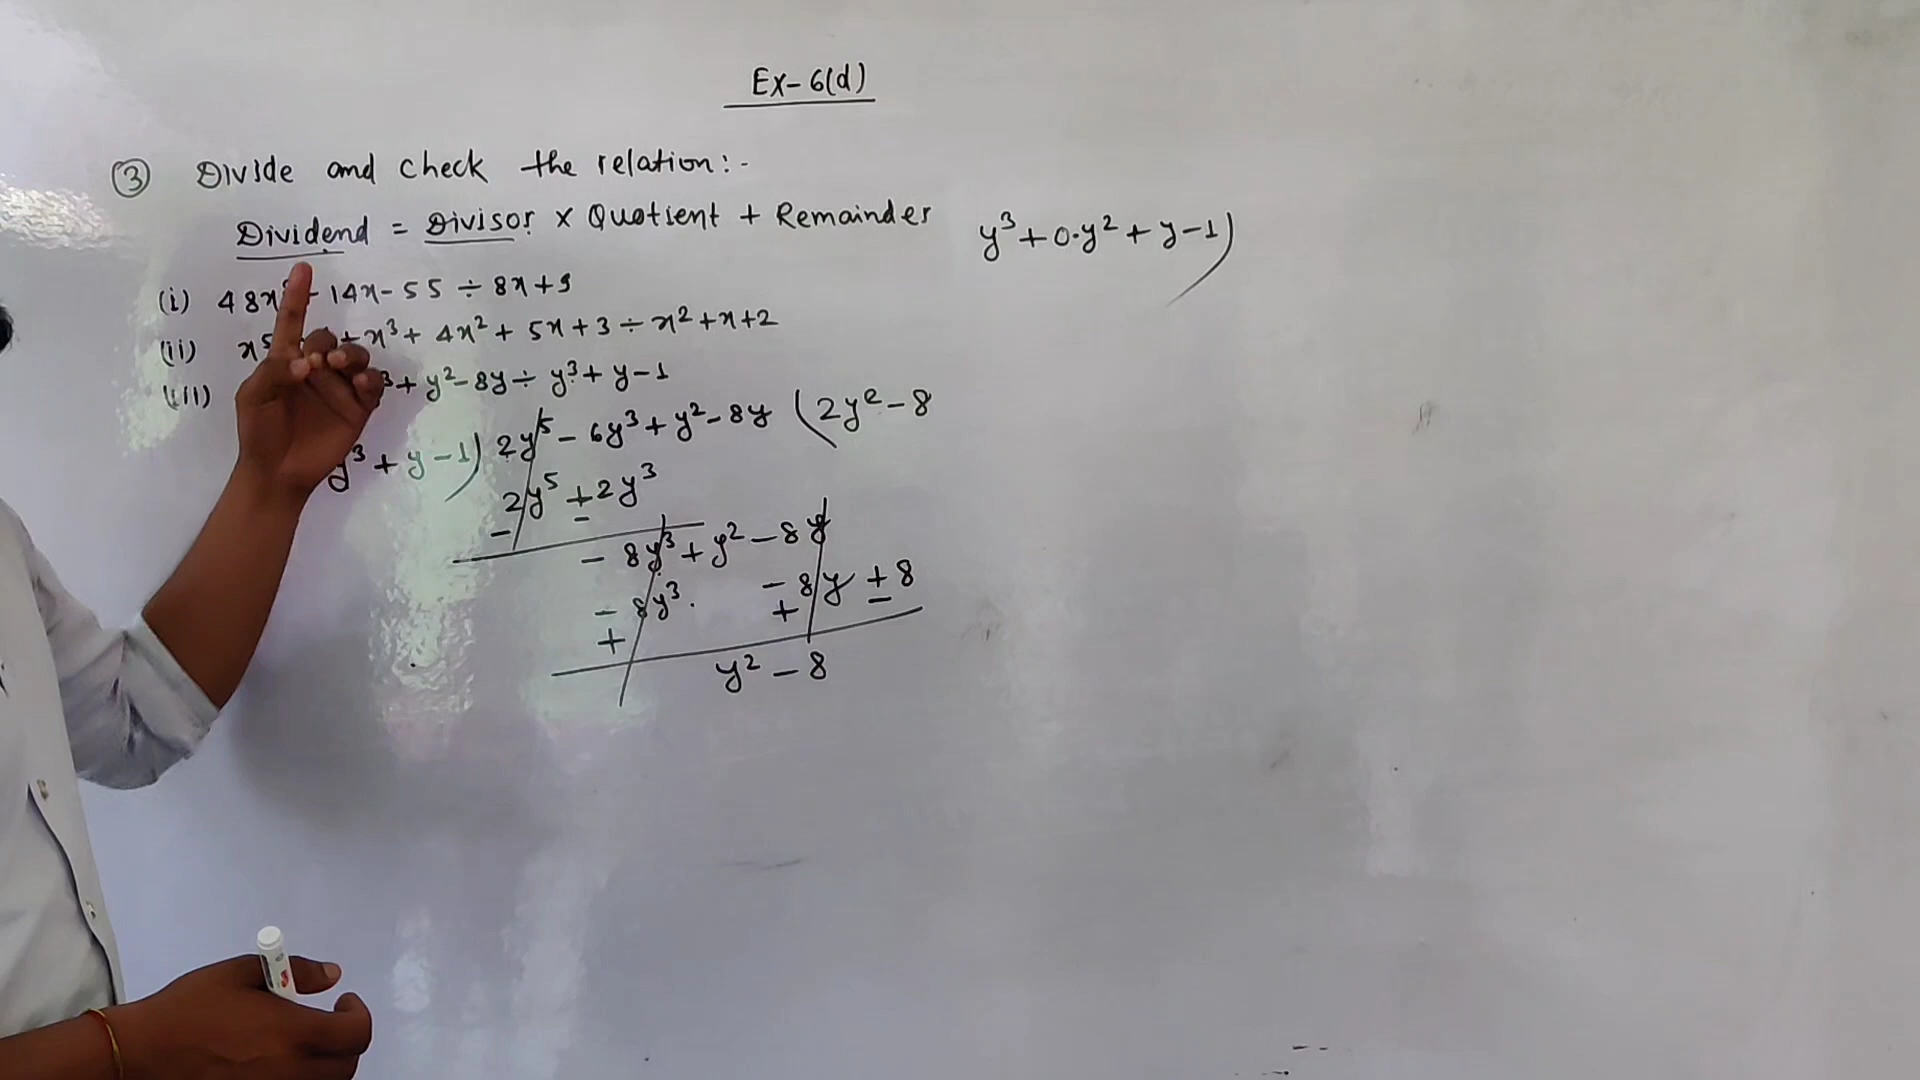 Ex-6(d)
③ Divide and check the relation:-
Dividend = Divisor × Quotient + Remainder
(i) 48x 14x-55 ÷ 8x+9
(ii) x⁵ + x³ + 4x² + 5x + 3 ÷ x² + x + 2
(iii) ³ + y² - 8y ÷ y³ + y - 1
y³ + y - 1) 2y⁵ - 6y³ + y² - 8y (2y² - 8
2y⁵ + 2y³
- -
- 8y³ + y² - 8y
- 8y³. - 8y + 8
+ + -
y² - 8
y³ + 0·y² + y - 1)